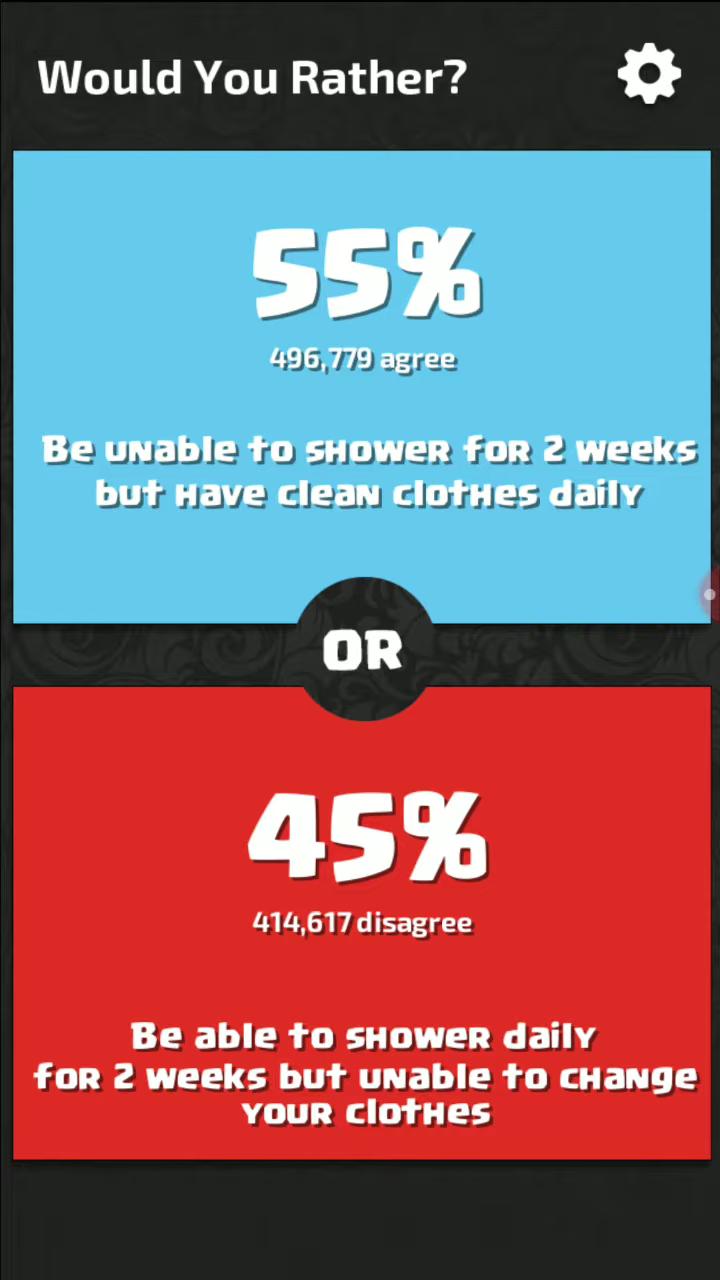 Would You Rather?
55%
496,779 agree
Be unable to shower for 2 weeks
but have clean clothes daily
OR
45%
414,617 disagree
Be able to shower daily
for 2 weeks but unable to change
your clothes